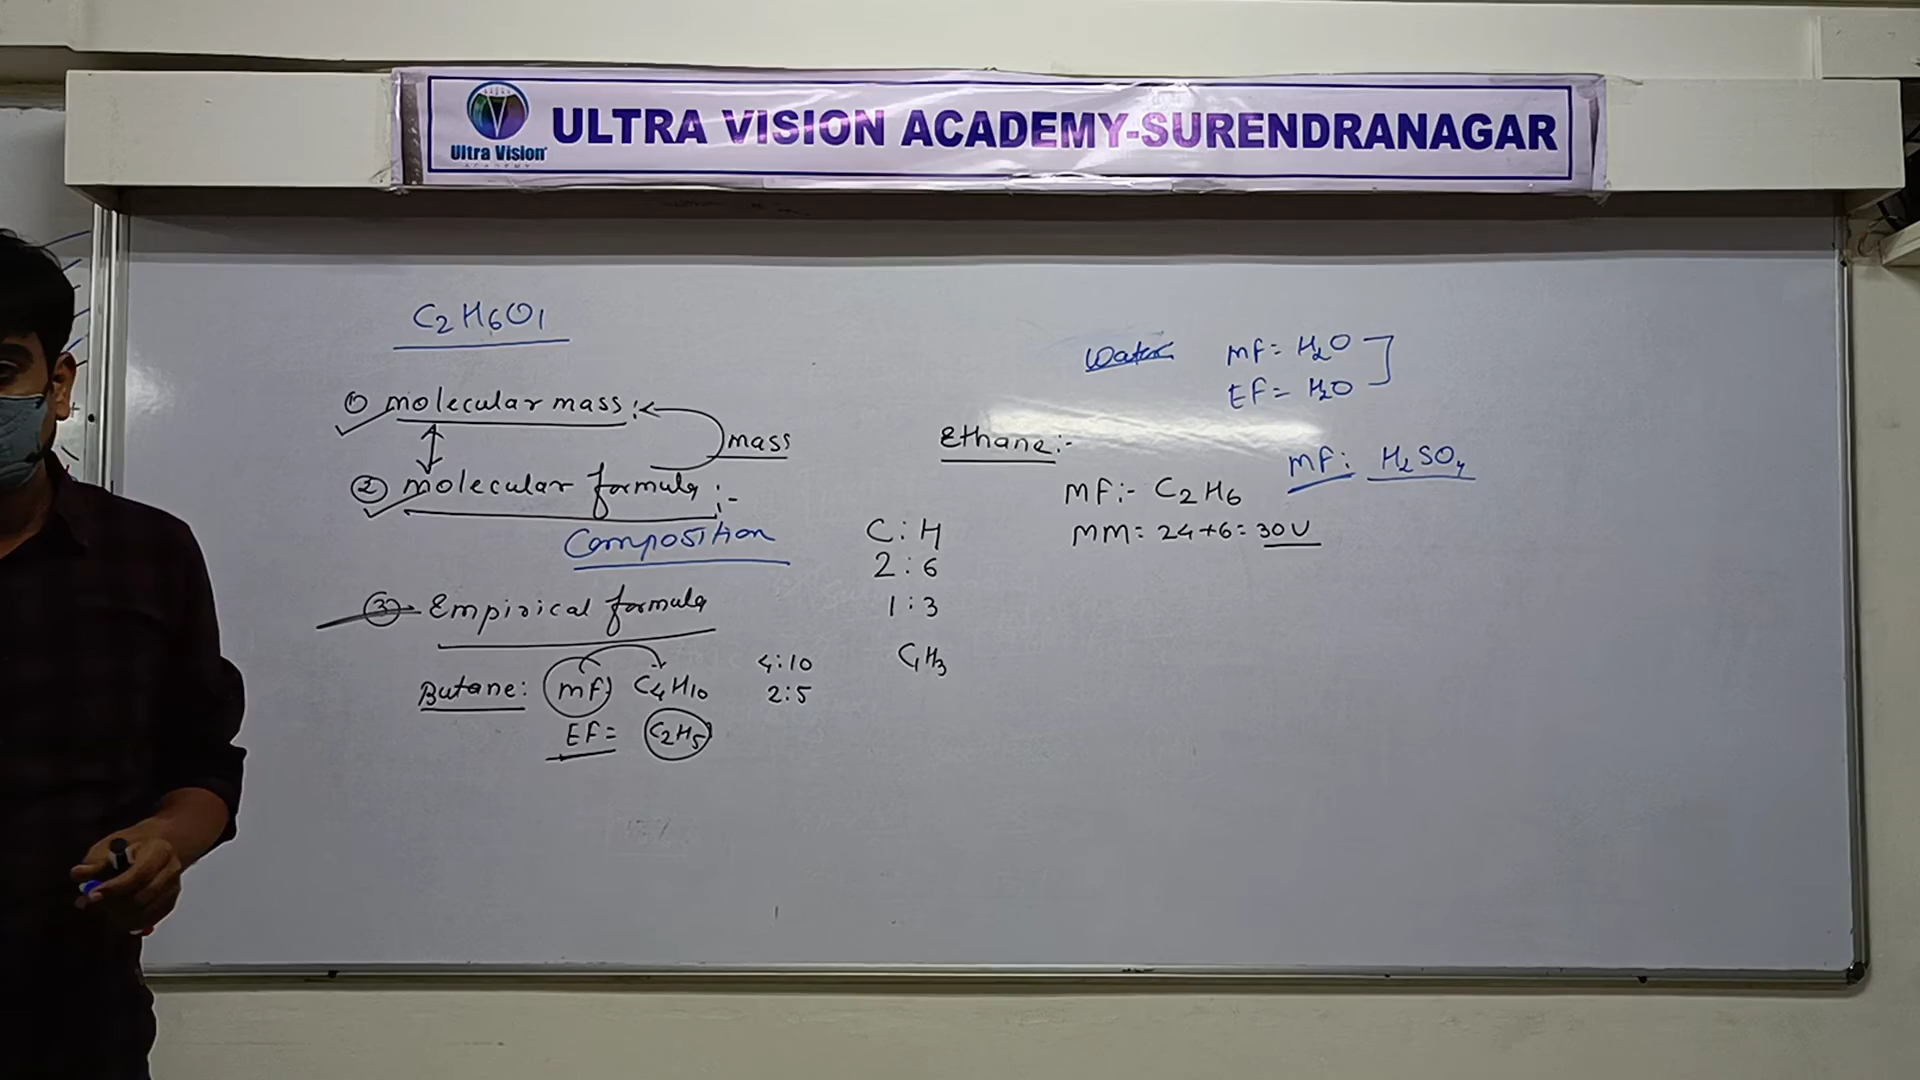 ULTRA VISION ACADEMY-SURENDRANAGAR
Ultra Vision
ACADEMY
C2H6O1
① molecular mass:
mass
② molecular formula:-
Composition
③ Empirical formula
Butane: mf) C4H10
EF= C2H5
4:10
2:5
C:H
2:6
1:3
C1H3
Ethane:-
MF:- C2H6
MM= 24+6= 30U
Water
mf= H2O
EF= H2O
MF: H2SO4